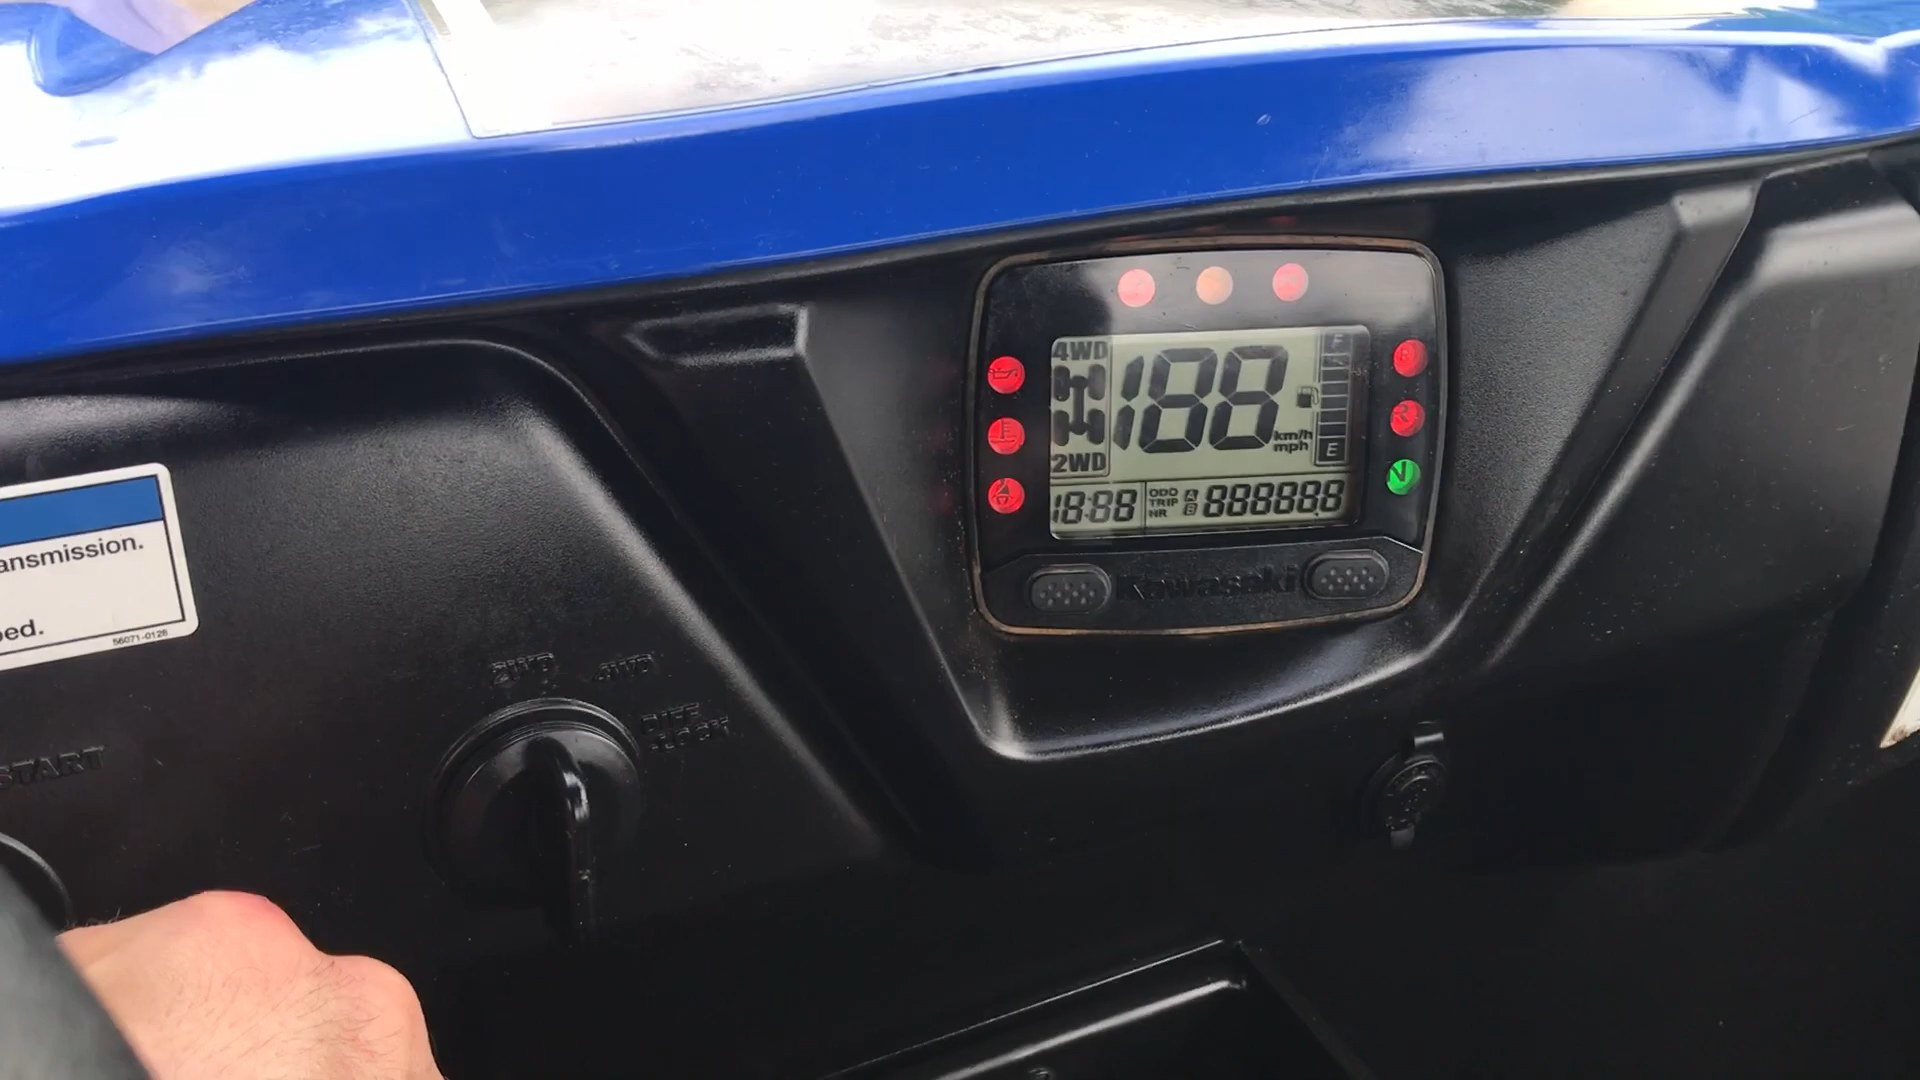 ansmission.
ped.
56071-0128
4WD
2WD
188
km/h
mph
F
E
18:88
ODO
TRIP
HR
A
B
888888
P
R
N
Kawasaki
2WD 4WD
DIFF
LOCK
START